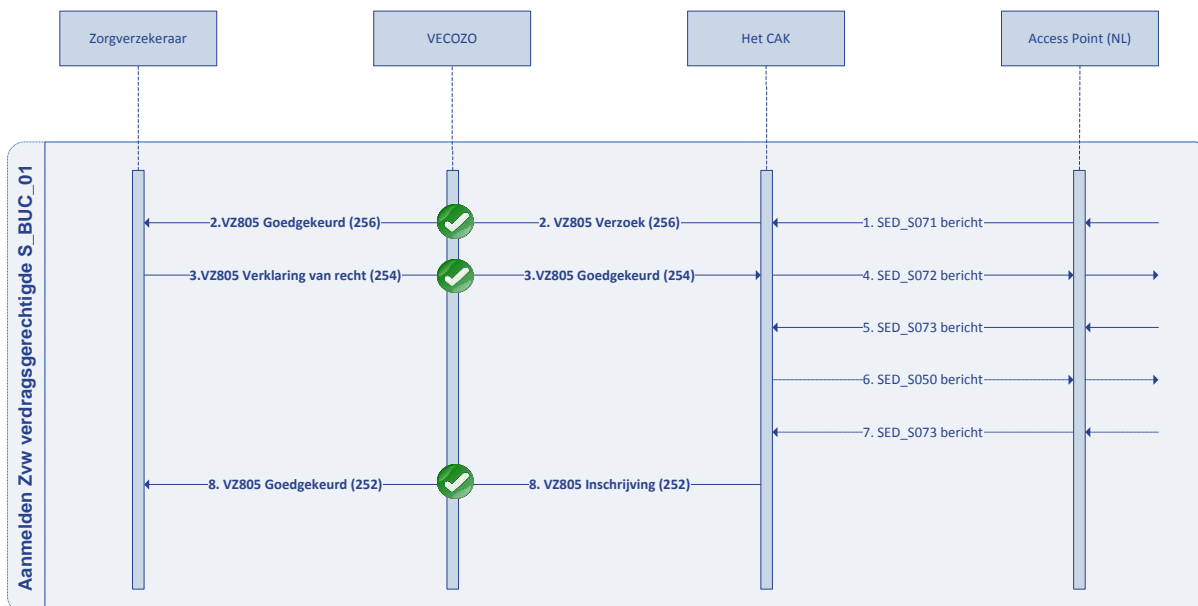 Zorgverzekeraar
VECOZO
Het CAK
Access Point (NL)
Aanmelden Zvw verdragsgerechtigde S_BUC_01
2.VZ805 Goedgekeurd (256)
2. VZ805 Verzoek (256)
1. SED_S071 bericht
3.VZ805 Verklaring van recht (254)
3.VZ805 Goedgekeurd (254)
4. SED_S072 bericht
5. SED_S073 bericht
6. SED_S050 bericht
7. SED_S073 bericht
8. VZ805 Goedgekeurd (252)
8. VZ805 Inschrijving (252)